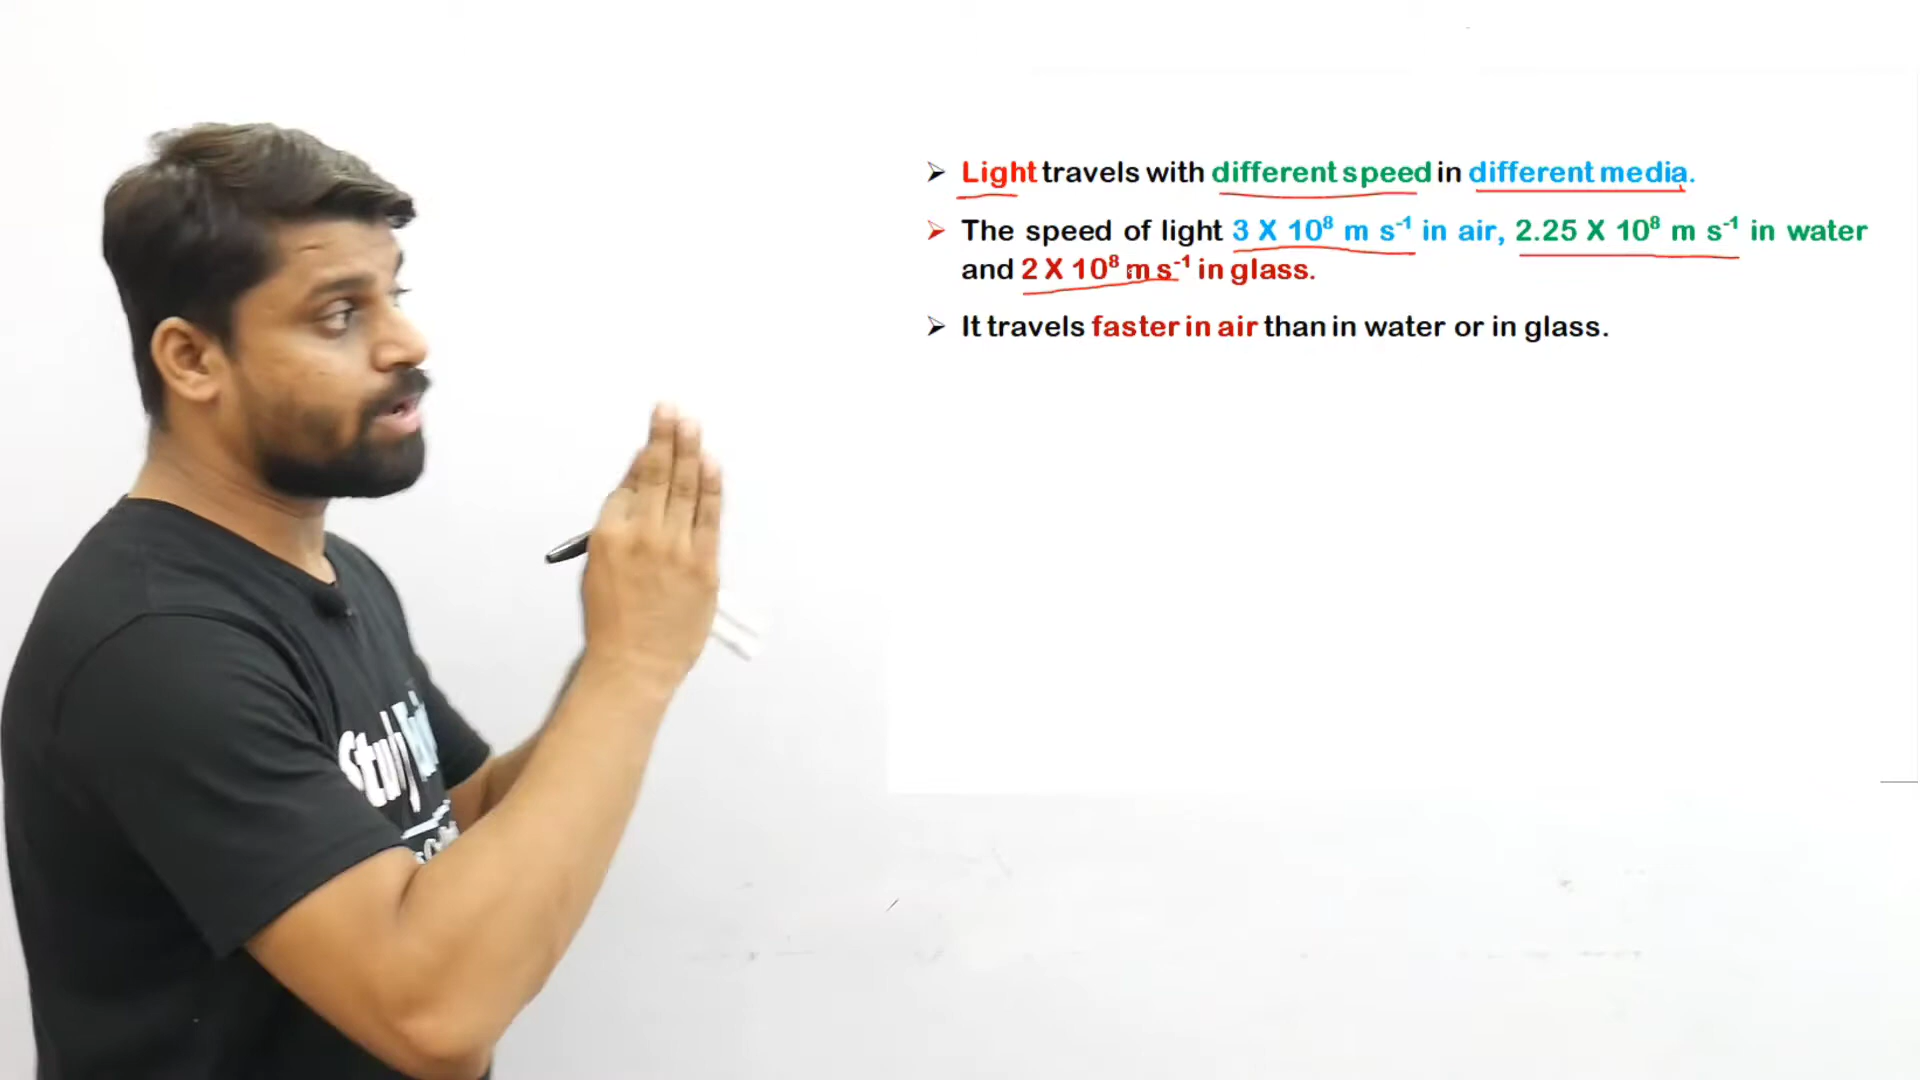 ➢ Light travels with different speed in different media.
➢ The speed of light 3 X 10⁸ m s⁻¹ in air, 2.25 X 10⁸ m s⁻¹ in water
and 2 X 10⁸ m s⁻¹ in glass.
➢ It travels faster in air than in water or in glass.